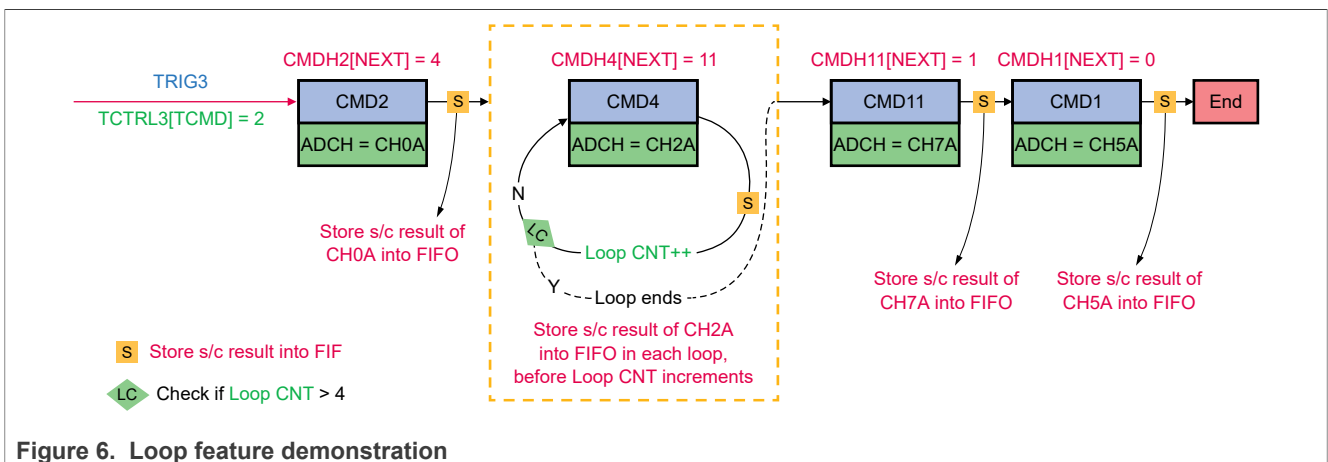 CMDH2[NEXT] = 4
CMDH4[NEXT] = 11
CMDH11[NEXT] = 1
CMDH1[NEXT] = 0
TRIG3
TCTRL3[TCMD] = 2
CMD2
S
CMD4
CMD11
S
CMD1
S
End
ADCH = CH0A
ADCH = CH2A
ADCH = CH7A
ADCH = CH5A
N
S
LC
Loop CNT++
Y
Loop ends
Store s/c result of
CH0A into FIFO
Store s/c result of
CH7A into FIFO
Store s/c result of
CH5A into FIFO
Store s/c result of CH2A
into FIFO in each loop,
before Loop CNT increments
S Store s/c result into FIF
LC Check if Loop CNT > 4
Figure 6. Loop feature demonstration